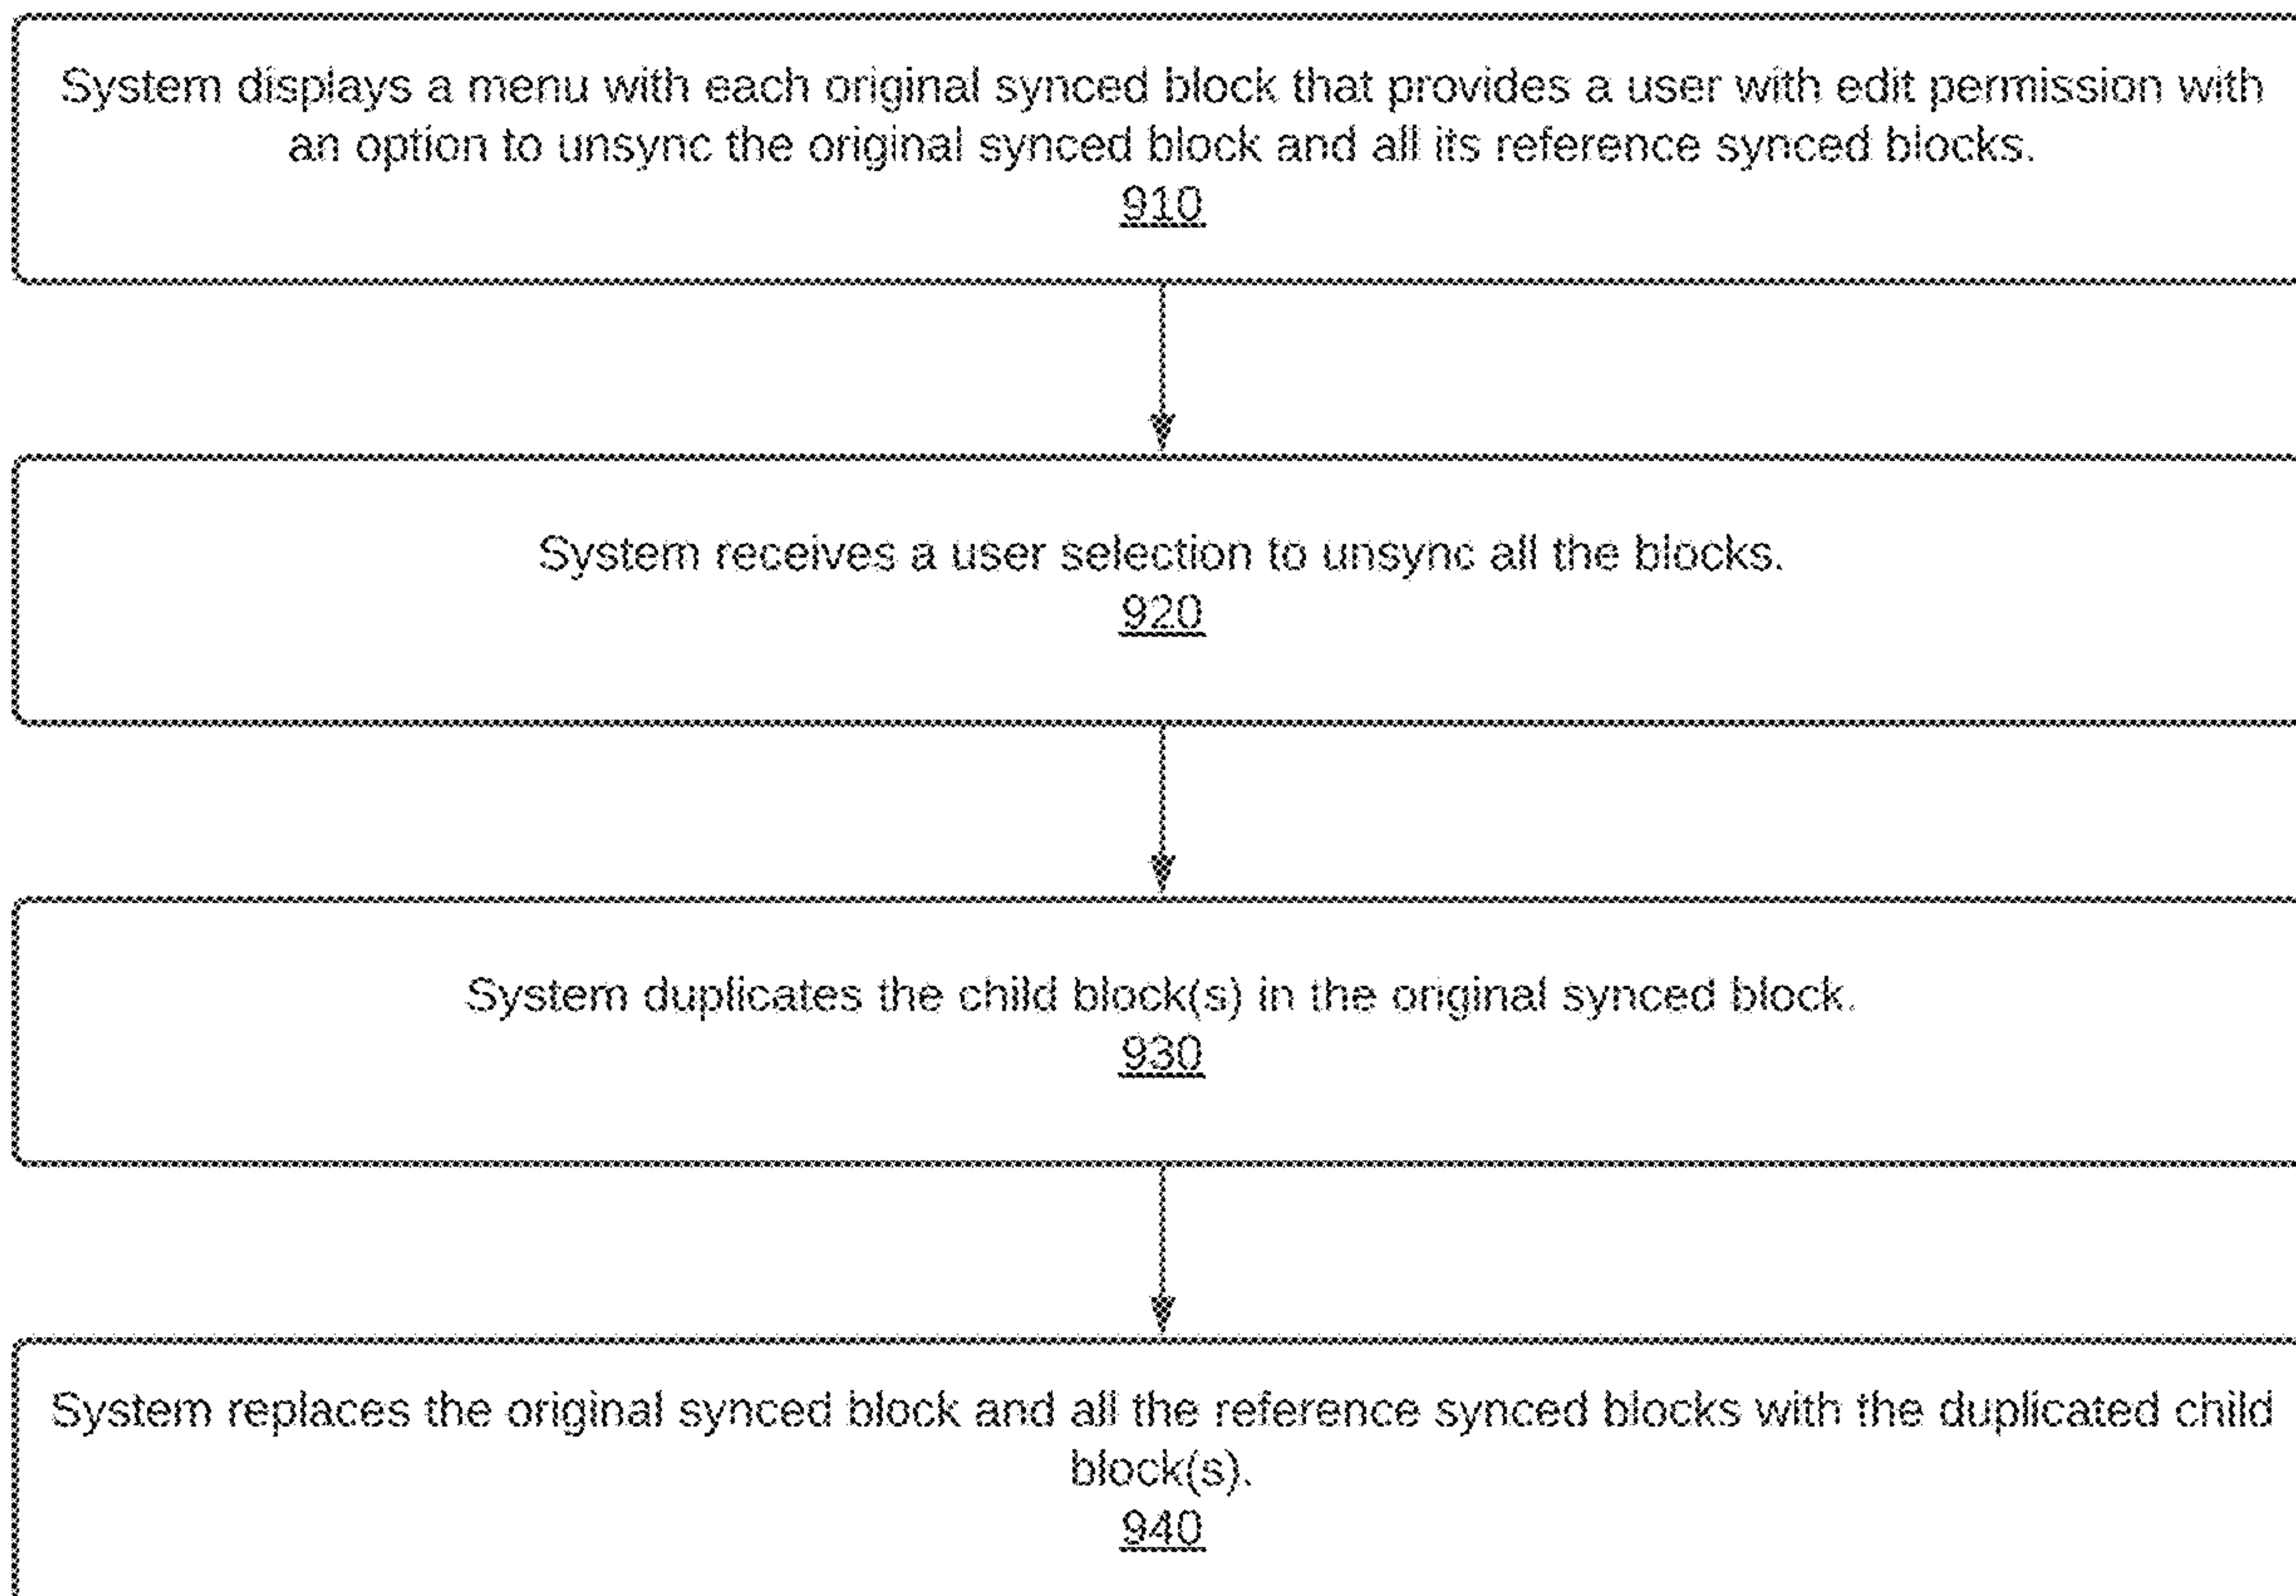 System displays a menu with each original synced block that provides a user with edit permission with
an option to unsync the original synced block and all its reference synced blocks.
910
System receives a user selection to unsync all the blocks.
920
System duplicates the child block(s) in the original synced block.
930
System replaces the original synced block and all the reference synced blocks with the duplicated child
block(s).
940